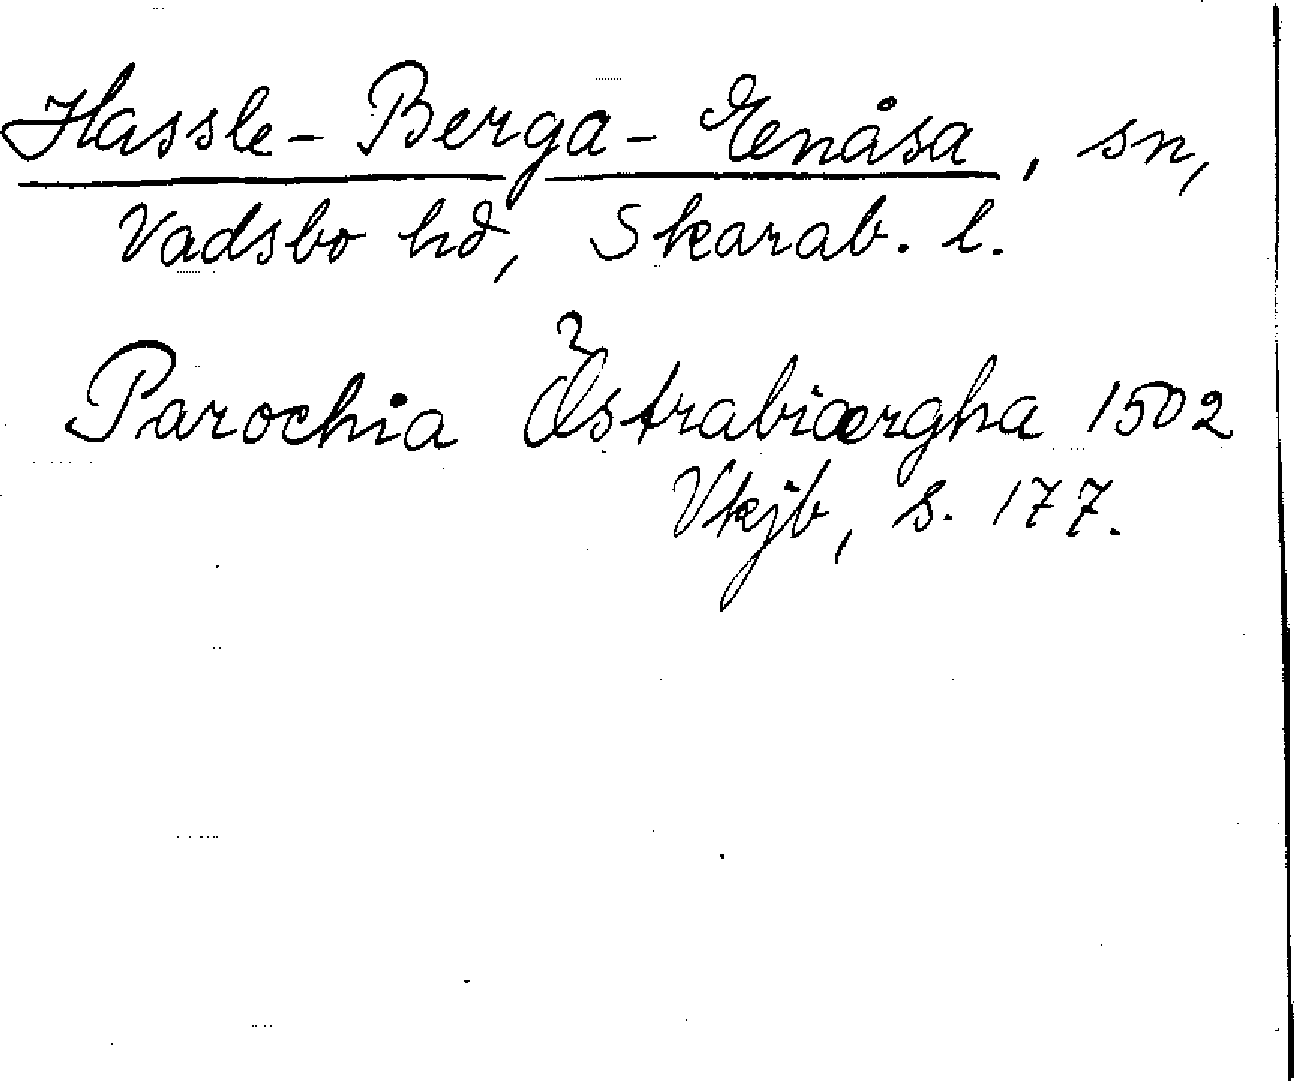 Hassle-Berga-Enåsa, sn,
Vadsbo hd, Skarab. l.
Parochia Östrabiærgha 1502
Vkjb, s. 177.